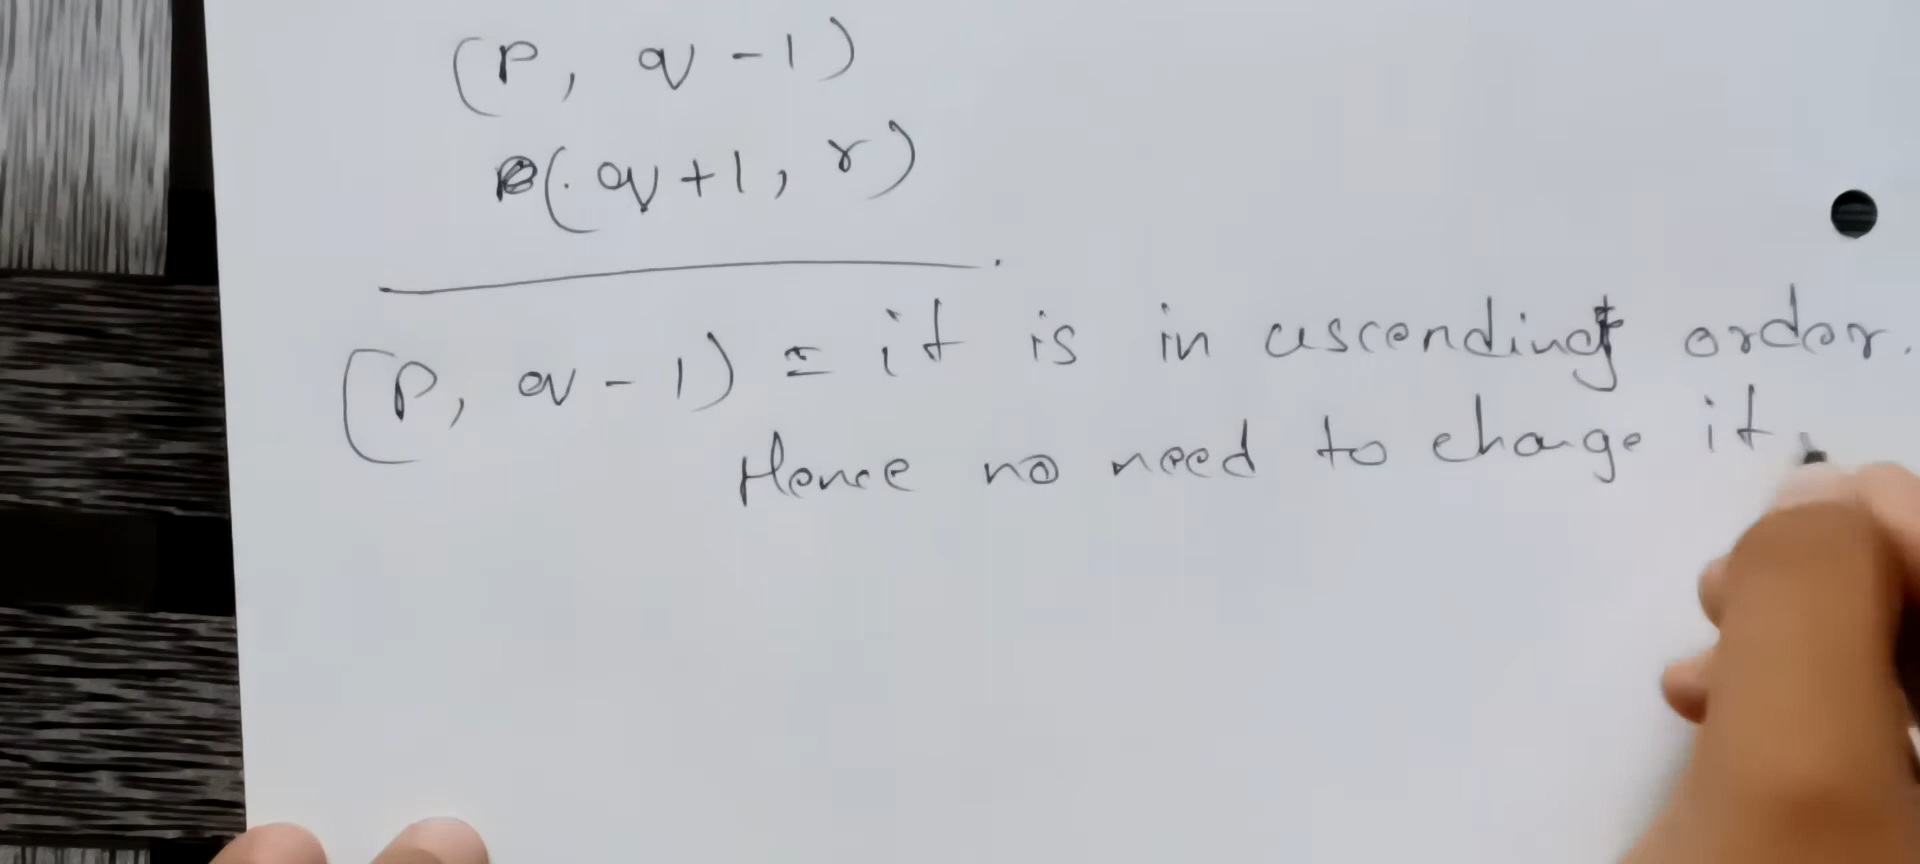 (P, q - 1)
(q + 1, r)
(P, q - 1) = it is in ascending order.
Hence no need to change it.